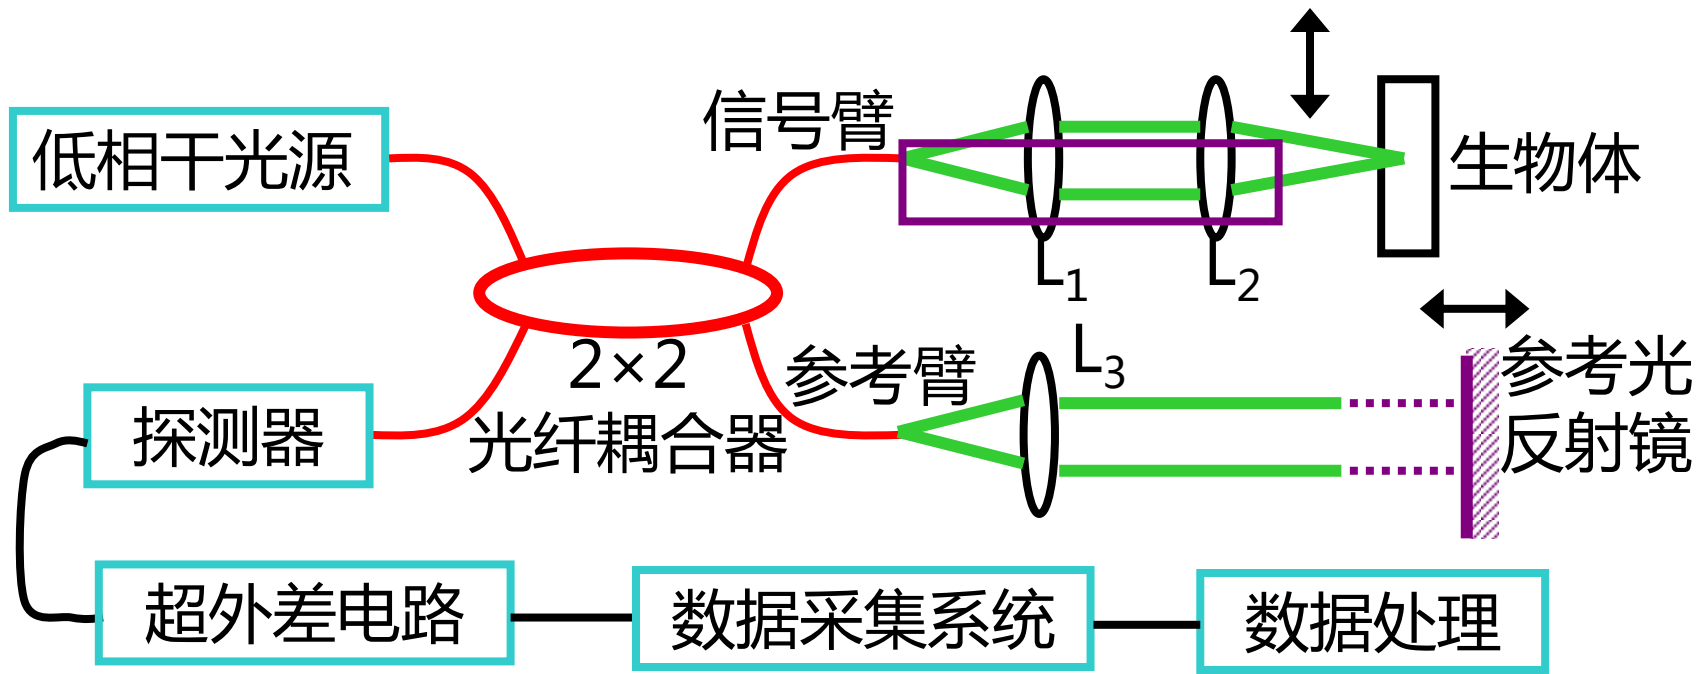 信号臂
低相干光源
生物体
L1
L2
2×2
光纤耦合器
参考臂
L3
参考光
反射镜
探测器
超外差电路
数据采集系统
数据处理